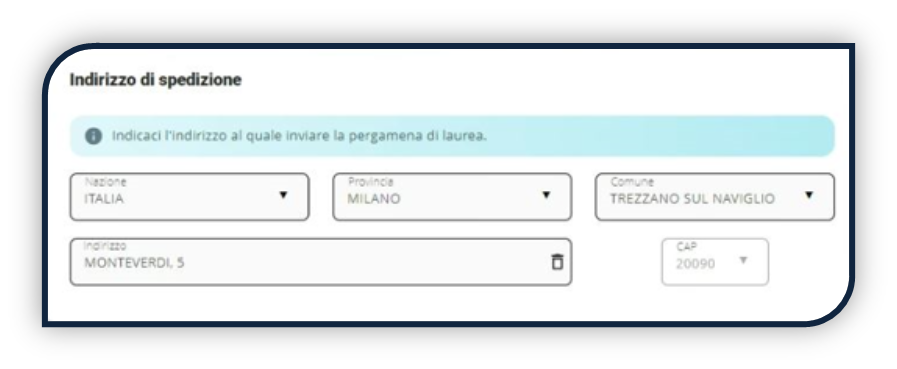 Indirizzo di spedizione
Indicaci l'indirizzo al quale inviare la pergamena di laurea.
Nazione
ITALIA
Provincia
MILANO
Comune
TREZZANO SUL NAVIGLIO
Indirizzo
MONTEVERDI, 5
CAP
20090